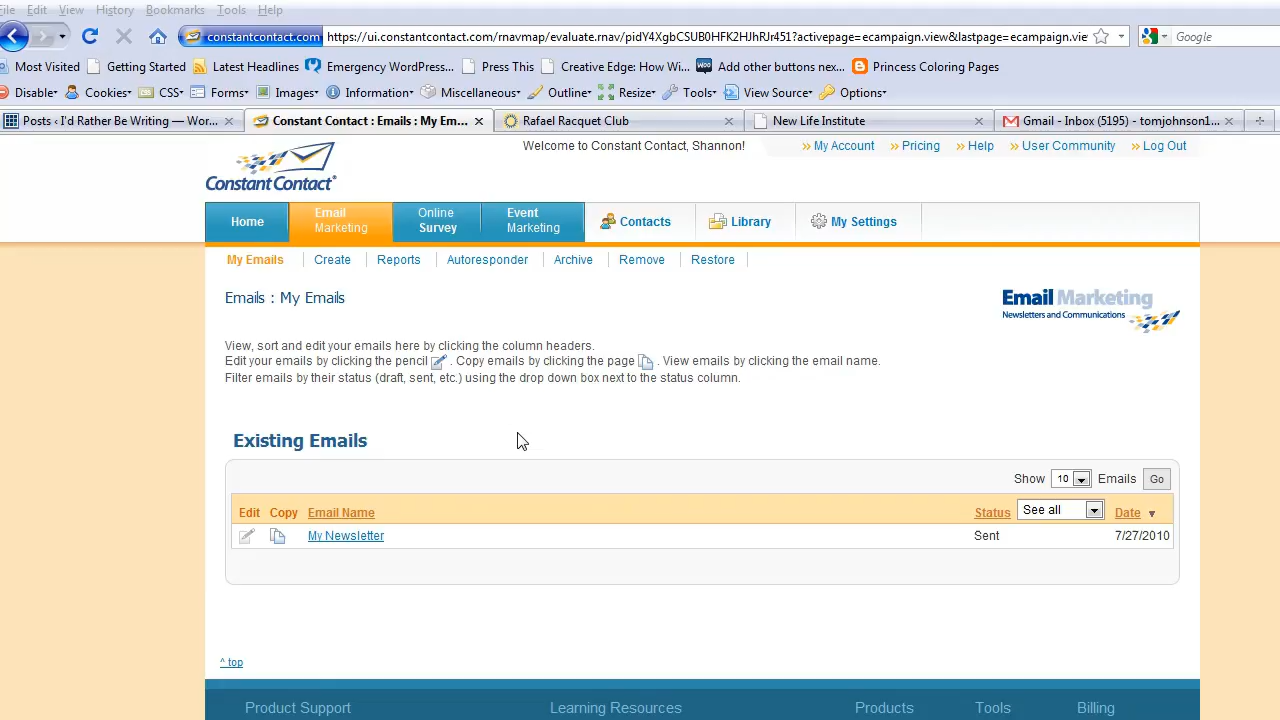 File Edit View History Bookmarks Tools Help
constantcontact.com https://ui.constantcontact.com/rnavmap/evaluate.rnav/pidY4XgbCSUB0HFK2HJhRJr451?activepage=ecampaign.view&lastpage=ecampaign.vie Google
Most Visited Getting Started Latest Headlines Emergency WordPres... Press This Creative Edge: How Wi... Add other buttons nex... Princess Coloring Pages
Disable Cookies CSS Forms Images Information Miscellaneous Outline Resize Tools View Source Options
Posts ‹ I'd Rather Be Writing — Wor... Constant Contact : Emails : My Em... Rafael Racquet Club New Life Institute Gmail - Inbox (5195) - tomjohnson1...
Welcome to Constant Contact, Shannon! My Account Pricing Help User Community Log Out
Constant Contact®
Home Email Marketing Online Survey Event Marketing Contacts Library My Settings
My Emails Create Reports Autoresponder Archive Remove Restore
Emails : My Emails
Email Marketing
Newsletters and Communications
View, sort and edit your emails here by clicking the column headers.
Edit your emails by clicking the pencil . Copy emails by clicking the page . View emails by clicking the email name.
Filter emails by their status (draft, sent, etc.) using the drop down box next to the status column.
Existing Emails
Show 10 Emails Go
Edit Copy Email Name Status See all Date
My Newsletter Sent 7/27/2010
^ top
Product Support Learning Resources Products Tools Billing